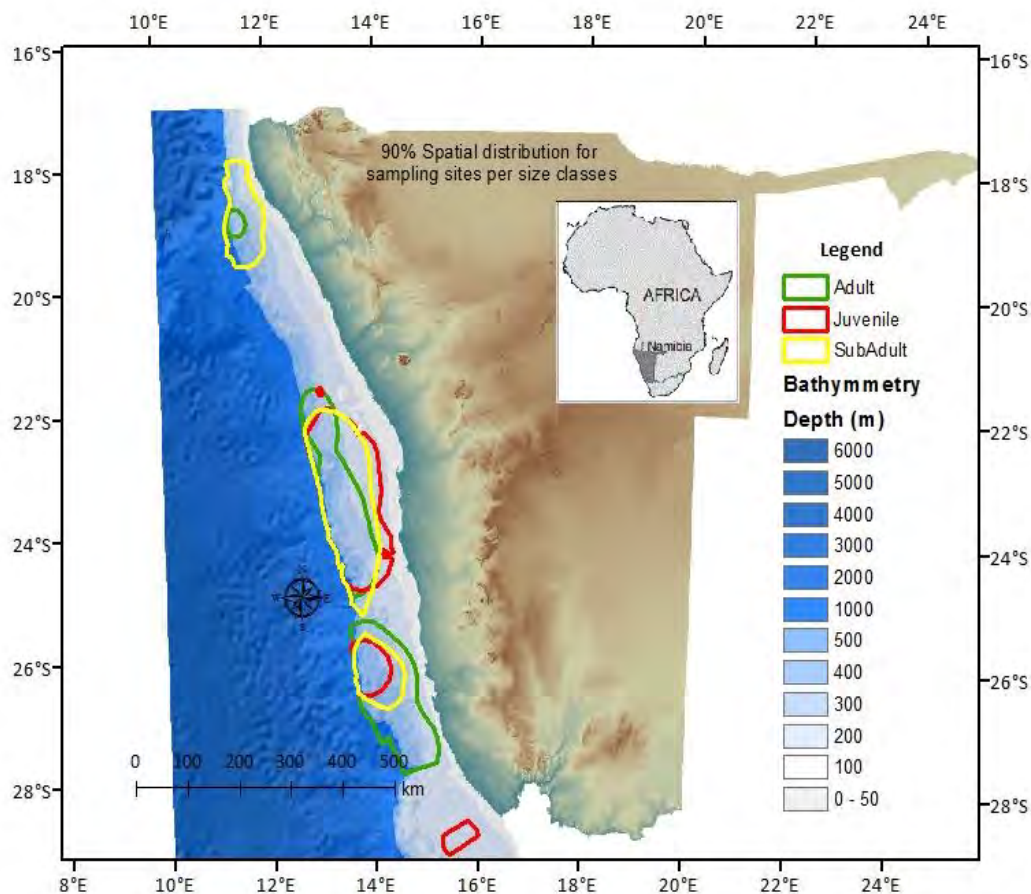 10°E 12°E 14°E 16°E 18°E 20°E 22°E 24°E
16°S
16°S
18°S
18°S
20°S
20°S
22°S
22°S
24°S
24°S
26°S
26°S
28°S
28°S
90% Spatial distribution for
sampling sites per size classes
AFRICA
Namibia
Legend
Adult
Juvenile
SubAdult
Bathymmetry
Depth (m)
6000
5000
4000
3000
2000
1000
500
400
300
200
100
0 - 50
N
W
E
S
0 100 200 300 400 500
km
8°E 10°E 12°E 14°E 16°E 18°E 20°E 22°E 24°E